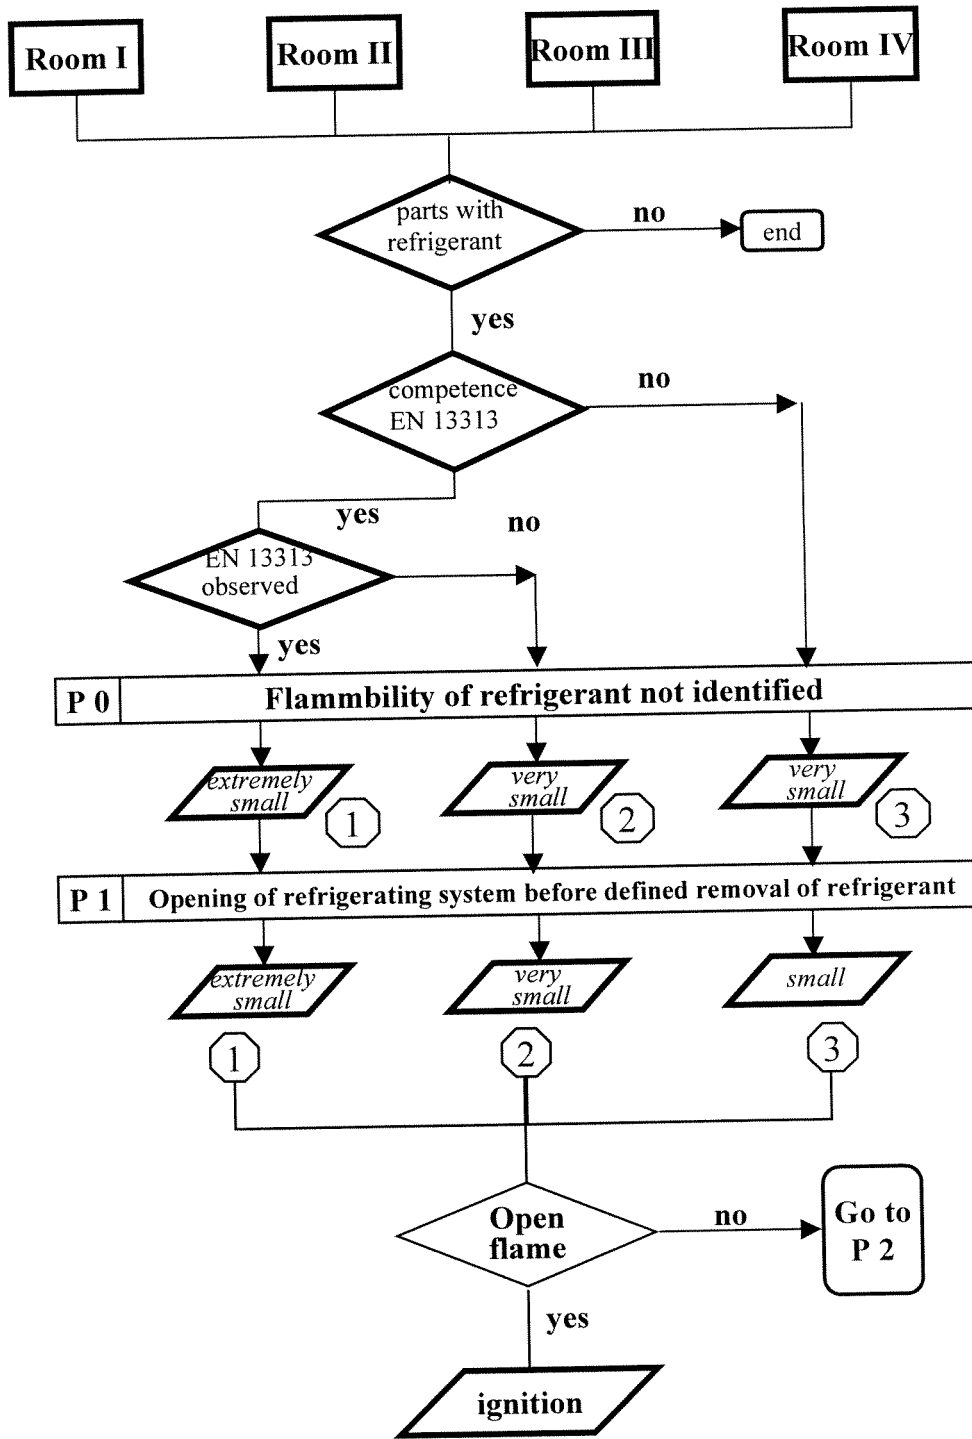 Room I
Room II
Room III
Room IV
parts with
refrigerant
no
end
yes
competence
EN 13313
no
yes
no
EN 13313
observed
yes
P 0
Flammbility of refrigerant not identified
extremely
small
1
very
small
2
very
small
3
P 1
Opening of refrigerating system before defined removal of refrigerant
extremely
small
very
small
small
1
2
3
Open
flame
no
Go to
P 2
yes
ignition